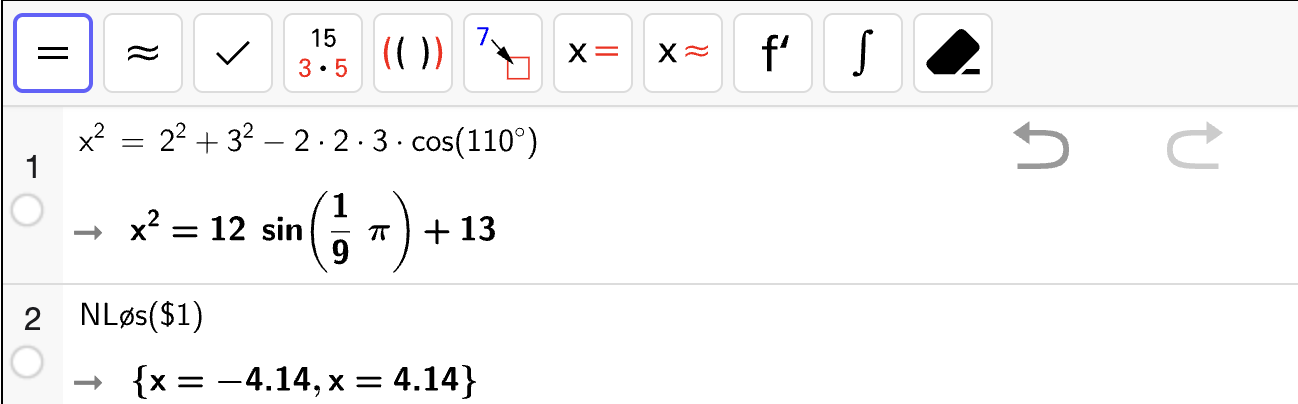 = ≈ ✓ 15 3·5 (( )) 7 x= x≈ f′ ∫
1
x² = 2² + 3² − 2 · 2 · 3 · cos(110°)
→ x² = 12 sin(1/9 π) + 13
2
NLøs($1)
→ {x = −4.14, x = 4.14}